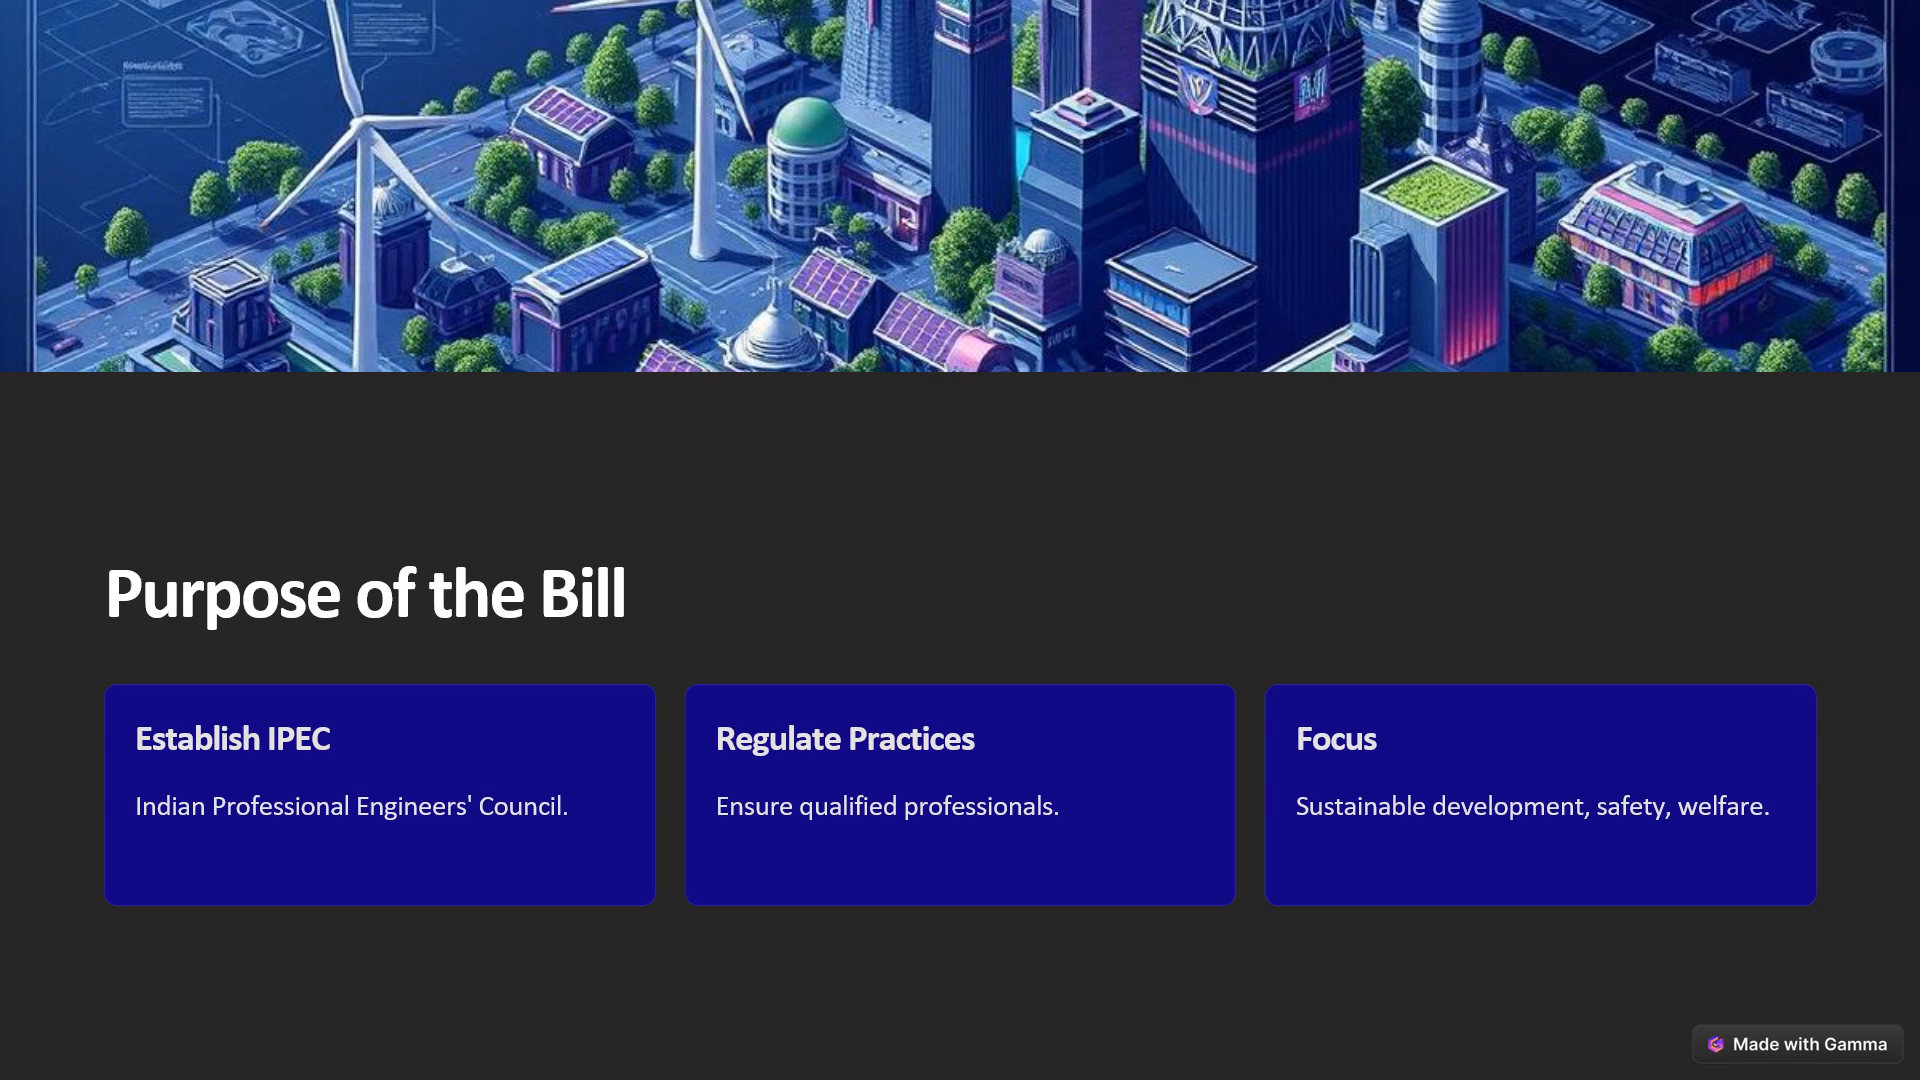 Purpose of the Bill
Establish IPEC
Indian Professional Engineers' Council.
Regulate Practices
Ensure qualified professionals.
Focus
Sustainable development, safety, welfare.
Made with Gamma